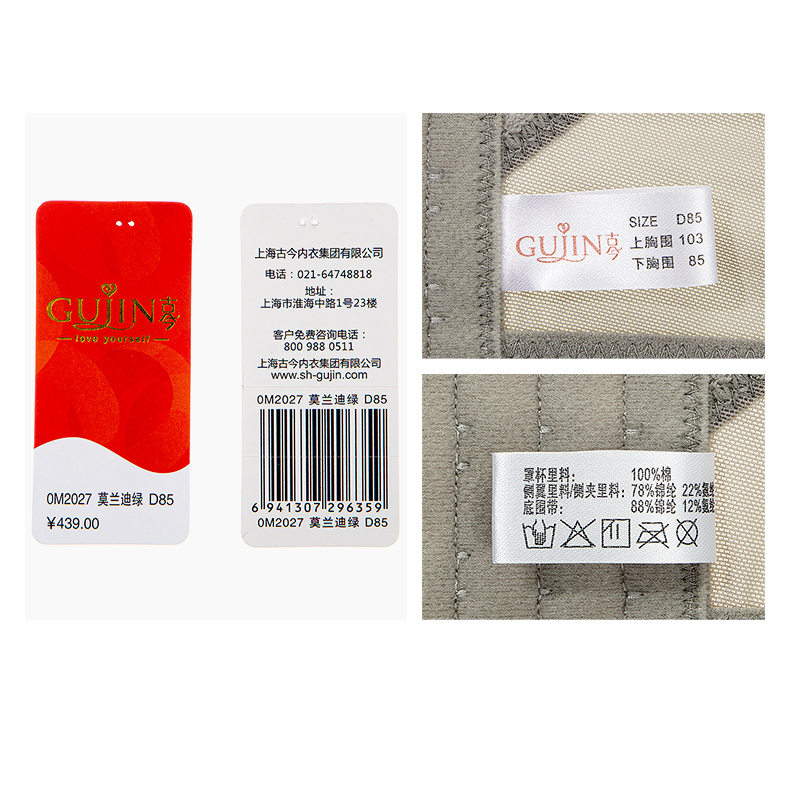 GUJIN古今
love yourself
0M2027 莫兰迪绿 D85
¥439.00
上海古今内衣集团有限公司
电话：021-64748818
地址：
上海市淮海中路1号23楼
客户免费咨询电话：
800 988 0511
上海古今内衣集团有限公司
www.sh-gujin.com
0M2027 莫兰迪绿 D85
6 941307 296359
0M2027 莫兰迪绿 D85
GUJIN古今
SIZE D85
上胸围 103
下胸围 85
罩杯里料： 100%棉
侧翼里料/侧夹里料：78%锦纶 22%氨纶
底围带： 88%锦纶 12%氨纶